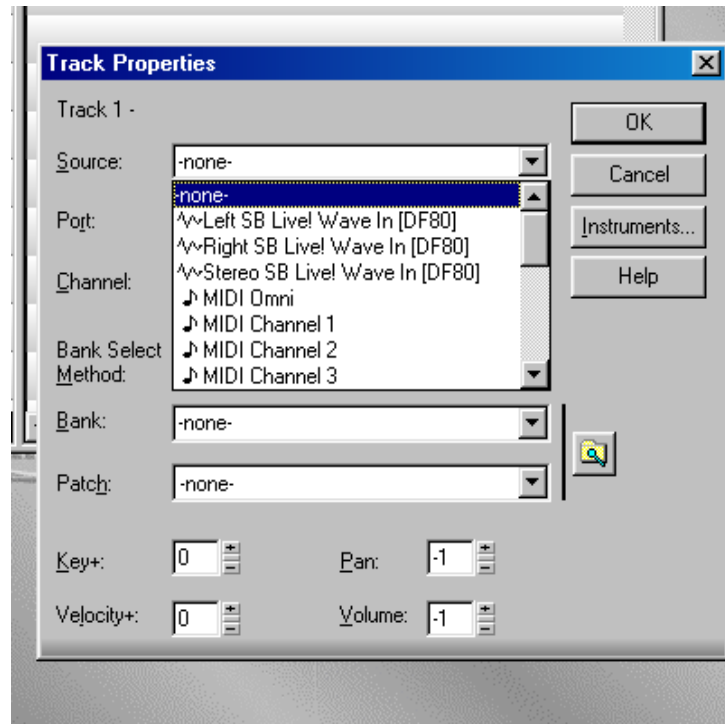 Track Properties
Track 1 -
OK
Source:
-none-
Cancel
-none-
Left SB Live! Wave In [DF80]
Port:
Right SB Live! Wave In [DF80]
Instruments...
Stereo SB Live! Wave In [DF80]
Channel:
MIDI Omni
Help
MIDI Channel 1
Bank Select
Method:
MIDI Channel 2
MIDI Channel 3
Bank:
-none-
Patch:
-none-
Key+:
0
Pan:
-1
Velocity+:
0
Volume:
-1